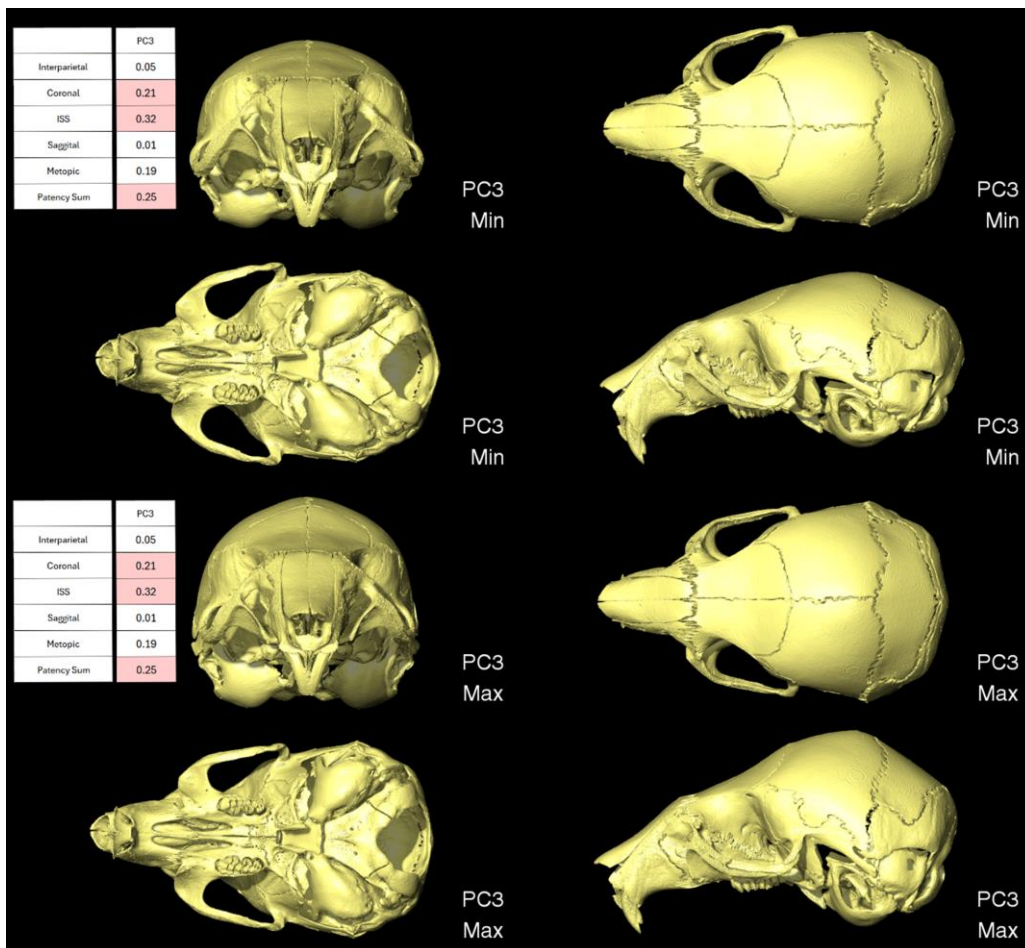 PC3
Interparietal 0.05
Coronal 0.21
ISS 0.32
Saggital 0.01
Metopic 0.19
Patency Sum 0.25
PC3
Min
PC3
Min
PC3
Min
PC3
Min
PC3
Interparietal 0.05
Coronal 0.21
ISS 0.32
Saggital 0.01
Metopic 0.19
Patency Sum 0.25
PC3
Max
PC3
Max
PC3
Max
PC3
Max